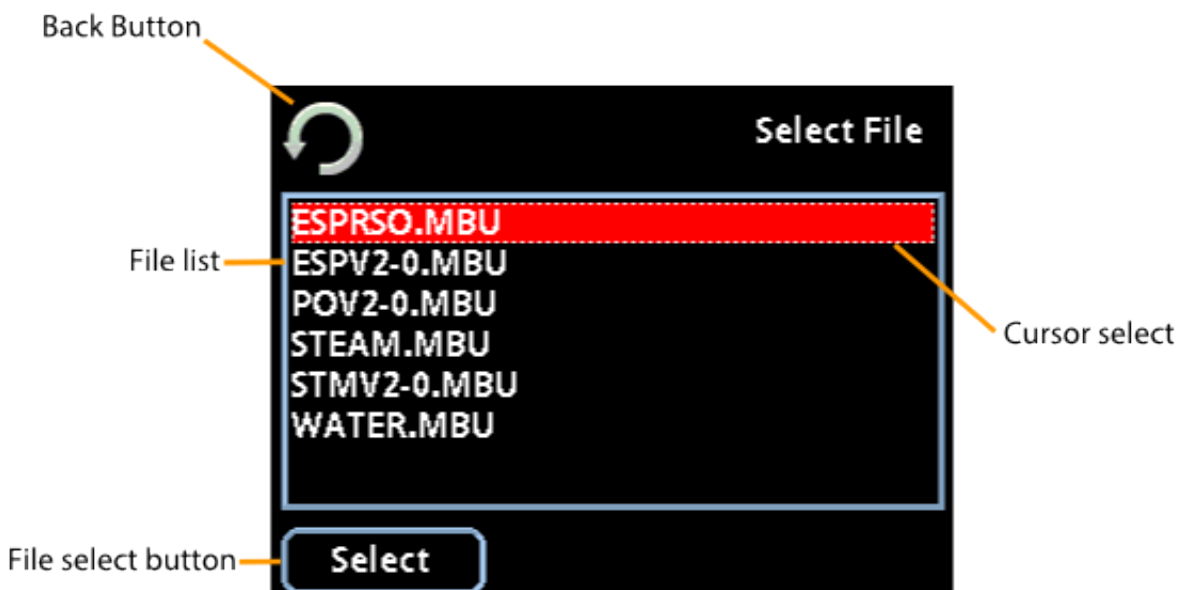 Back Button
Select File
ESPRSO.MBU
File list
ESPV2-0.MBU
POV2-0.MBU
STEAM.MBU
Cursor select
STMV2-0.MBU
WATER.MBU
File select button
Select